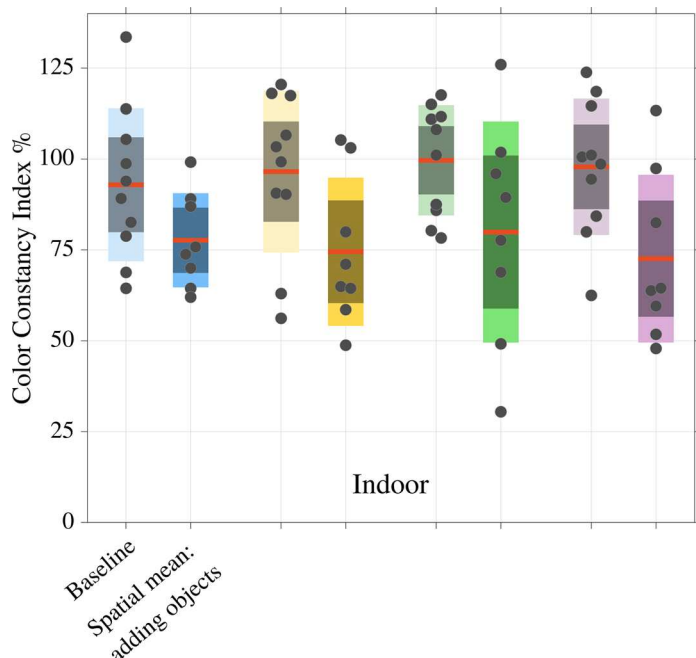 Color Constancy Index %
125
100
75
50
25
0
Indoor
Baseline
Spatial mean:
adding objects